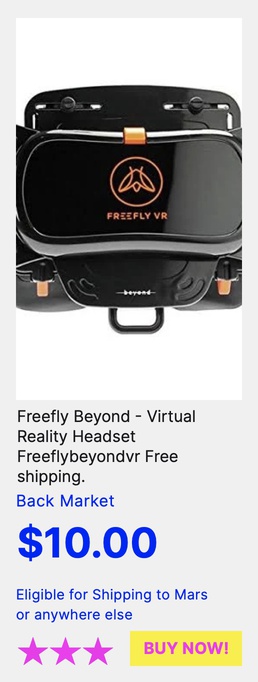 FREEFLY VR
beyond
Freefly Beyond - Virtual
Reality Headset
Freeflybeyondvr Free
shipping.
Back Market
$10.00
Eligible for Shipping to Mars
or anywhere else
BUY NOW!